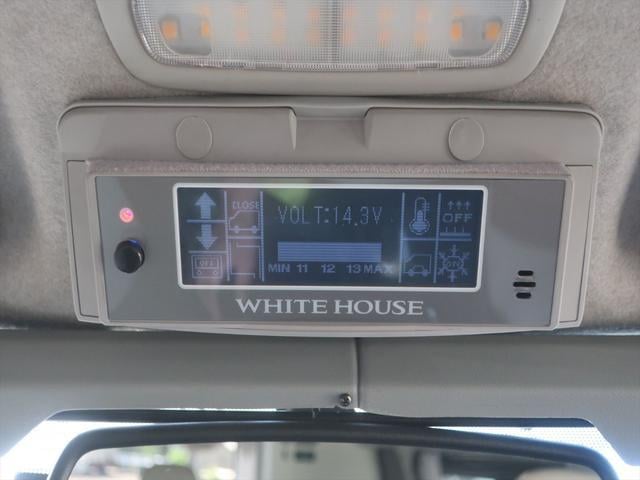 CLOSE
VOLT:14.3V
OFF
OFF
MIN 11 12 13 MAX
WHITE HOUSE